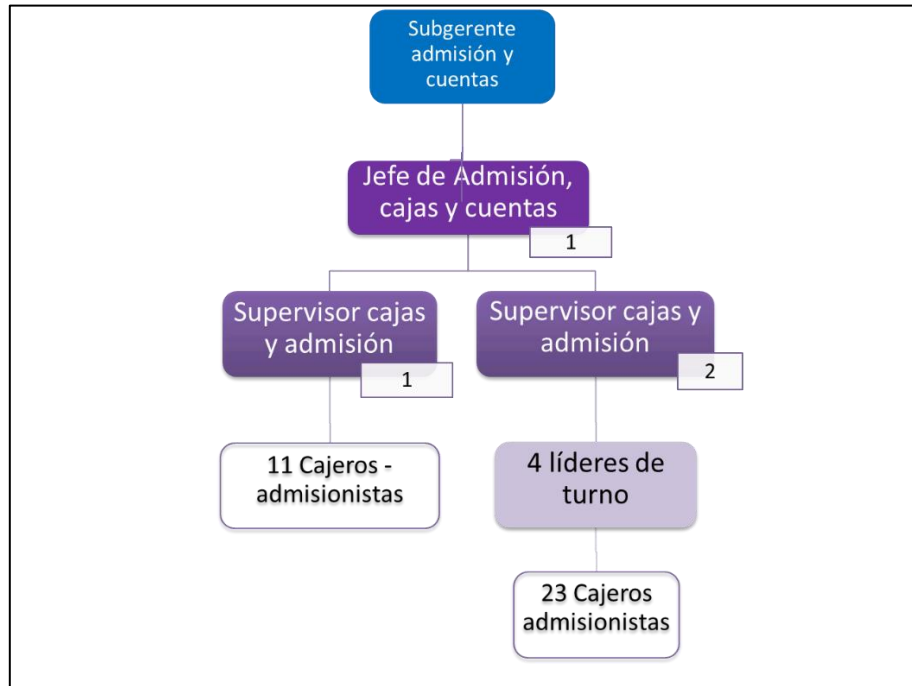 Subgerente
admisión y
cuentas
Jefe de Admisión,
cajas y cuentas
1
Supervisor cajas
y admisión
1
Supervisor cajas y
admisión
2
11 Cajeros -
admisionistas
4 líderes de
turno
23 Cajeros
admisionistas